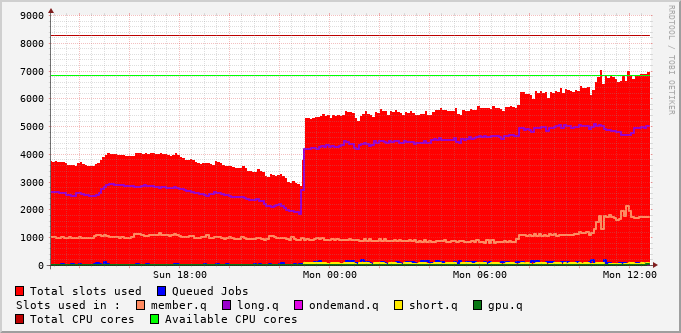 9000
8000
7000
6000
5000
4000
3000
2000
1000
0
Sun 18:00 Mon 00:00 Mon 06:00 Mon 12:00
Total slots used Queued Jobs
Slots used in : member.q long.q ondemand.q short.q gpu.q
Total CPU cores Available CPU cores
RRDTOOL / TOBI OETIKER